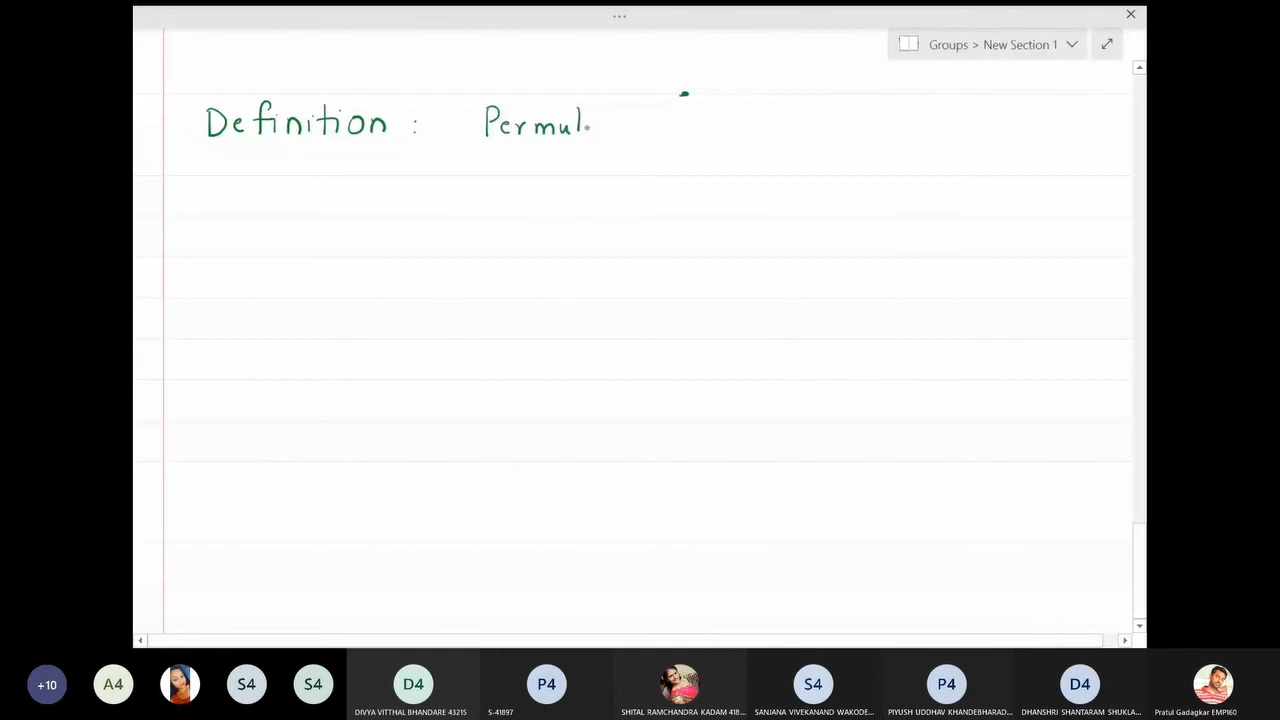 Groups > New Section 1
Definition : Permul
+10
A4
S4
S4
D4
P4
S4
P4
D4
DIVYA VITTHAL BHANDARE 43215
S-41897
SHITAL RAMCHANDRA KADAM 418...
SANJANA VIVEKANAND WAKODE...
PIYUSH UDDHAV KHANDEBHARAD...
DHANSHRI SHANTARAM SHUKLA...
Pratul Gadagkar EMP160